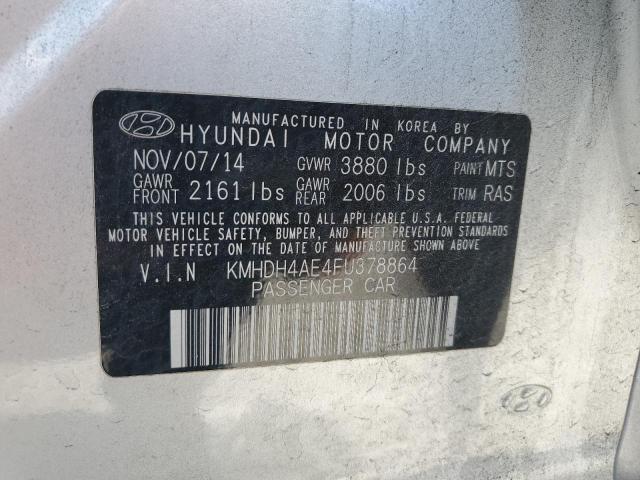 MANUFACTURED IN KOREA BY
HYUNDAI MOTOR COMPANY
NOV/07/14 GVWR 3880 lbs PAINT MTS
GAWR FRONT 2161 lbs GAWR REAR 2006 lbs TRIM RAS
THIS VEHICLE CONFORMS TO ALL APPLICABLE U.S.A. FEDERAL
MOTOR VEHICLE SAFETY, BUMPER, AND THEFT PREVENTION STANDARDS
IN EFFECT ON THE DATE OF MANUFACTURE SHOWN ABOVE
V.I.N KMHDH4AE4FU378864
PASSENGER CAR